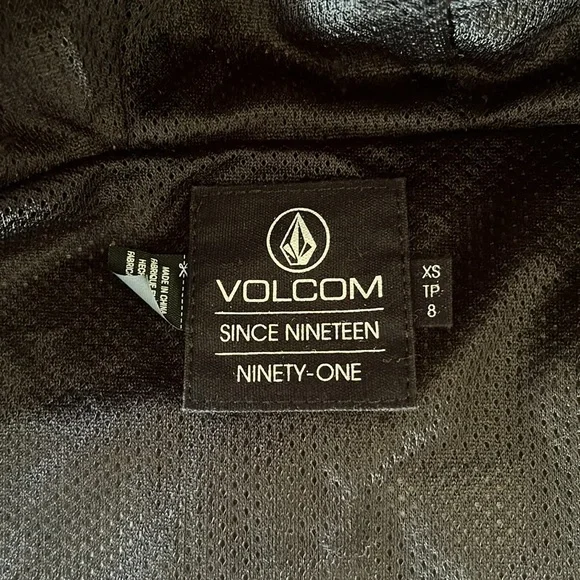 VOLCOM
SINCE NINETEEN
NINETY-ONE
XS
TP
8
MADE IN CHINA